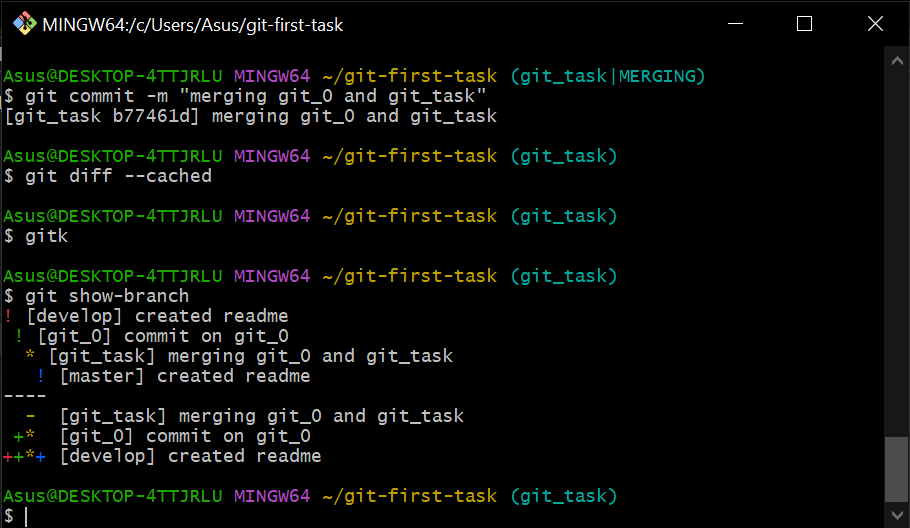 MINGW64:/c/Users/Asus/git-first-task
Asus@DESKTOP-4TTJRLU MINGW64 ~/git-first-task (git_task|MERGING)
$ git commit -m "merging git_0 and git_task"
[git_task b77461d] merging git_0 and git_task
Asus@DESKTOP-4TTJRLU MINGW64 ~/git-first-task (git_task)
$ git diff --cached
Asus@DESKTOP-4TTJRLU MINGW64 ~/git-first-task (git_task)
$ gitk
Asus@DESKTOP-4TTJRLU MINGW64 ~/git-first-task (git_task)
$ git show-branch
! [develop] created readme
 ! [git_0] commit on git_0
  * [git_task] merging git_0 and git_task
   ! [master] created readme
----
  -  [git_task] merging git_0 and git_task
 +*  [git_0] commit on git_0
++*+ [develop] created readme
Asus@DESKTOP-4TTJRLU MINGW64 ~/git-first-task (git_task)
$